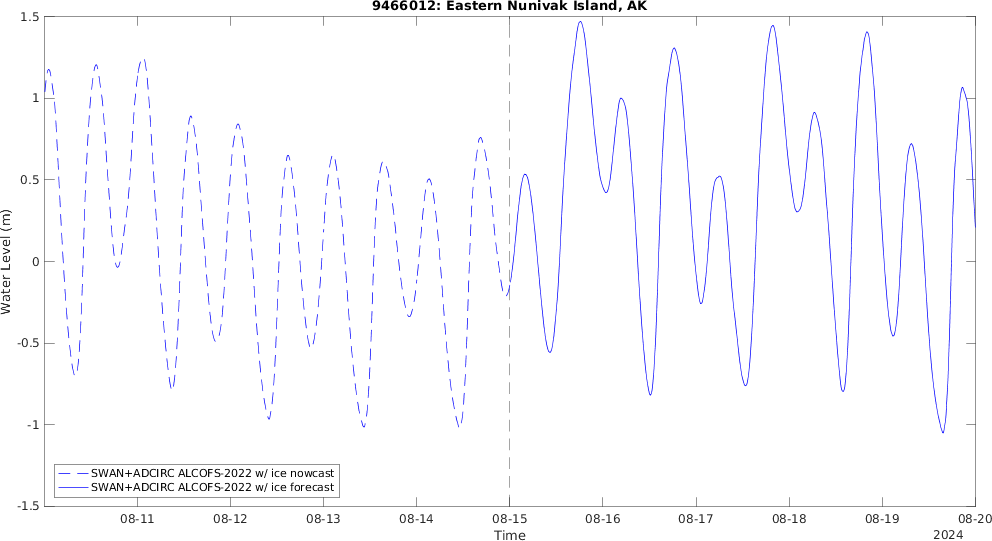 9466012: Eastern Nunivak Island, AK
1.5
1
0.5
0
-0.5
-1
-1.5
Water Level (m)
SWAN+ADCIRC ALCOFS-2022 w/ ice nowcast
SWAN+ADCIRC ALCOFS-2022 w/ ice forecast
08-11 08-12 08-13 08-14 08-15 08-16 08-17 08-18 08-19 08-20
Time
2024